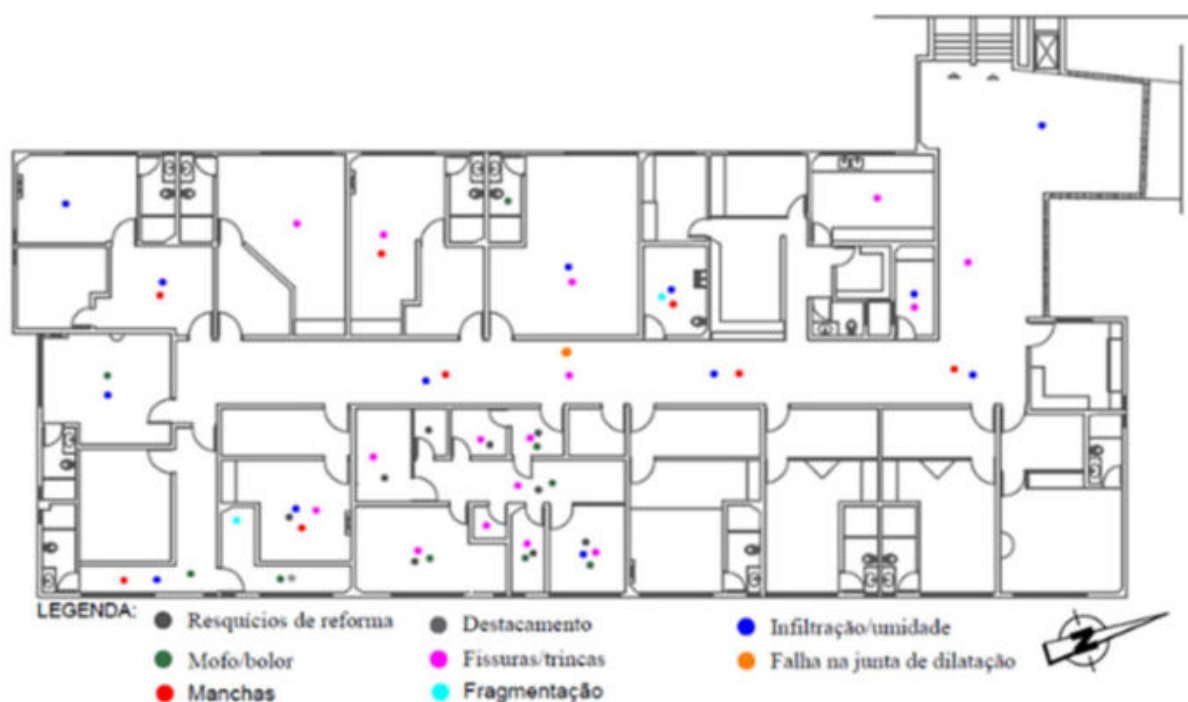 LEGENDA:
Resquícios de reforma
Destacamento
Infiltração/umidade
Mofo/bolor
Fissuras/trincas
Falha na junta de dilatação
Manchas
Fragmentação
N